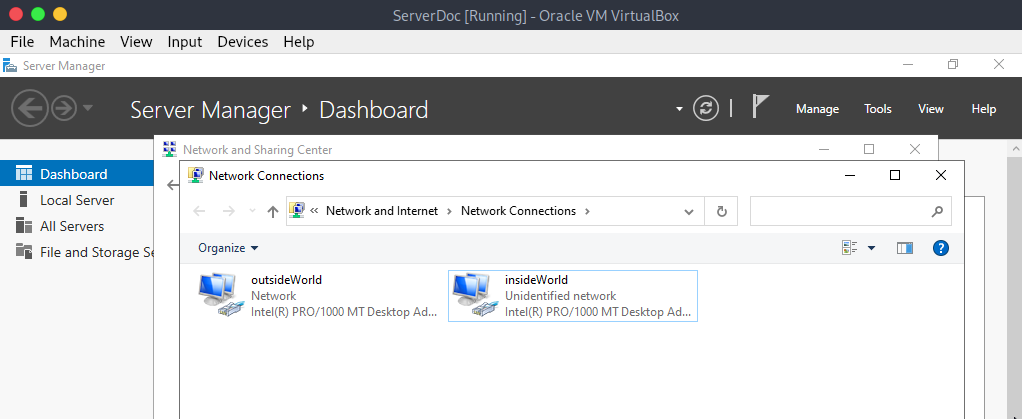 ServerDoc [Running] - Oracle VM VirtualBox
File Machine View Input Devices Help
Server Manager
Server Manager ‣ Dashboard
Manage Tools View Help
Network and Sharing Center
Network Connections
« Network and Internet › Network Connections ›
Organize
Dashboard
Local Server
All Servers
File and Storage Se
outsideWorld
Network
Intel(R) PRO/1000 MT Desktop Ad...
insideWorld
Unidentified network
Intel(R) PRO/1000 MT Desktop Ad...